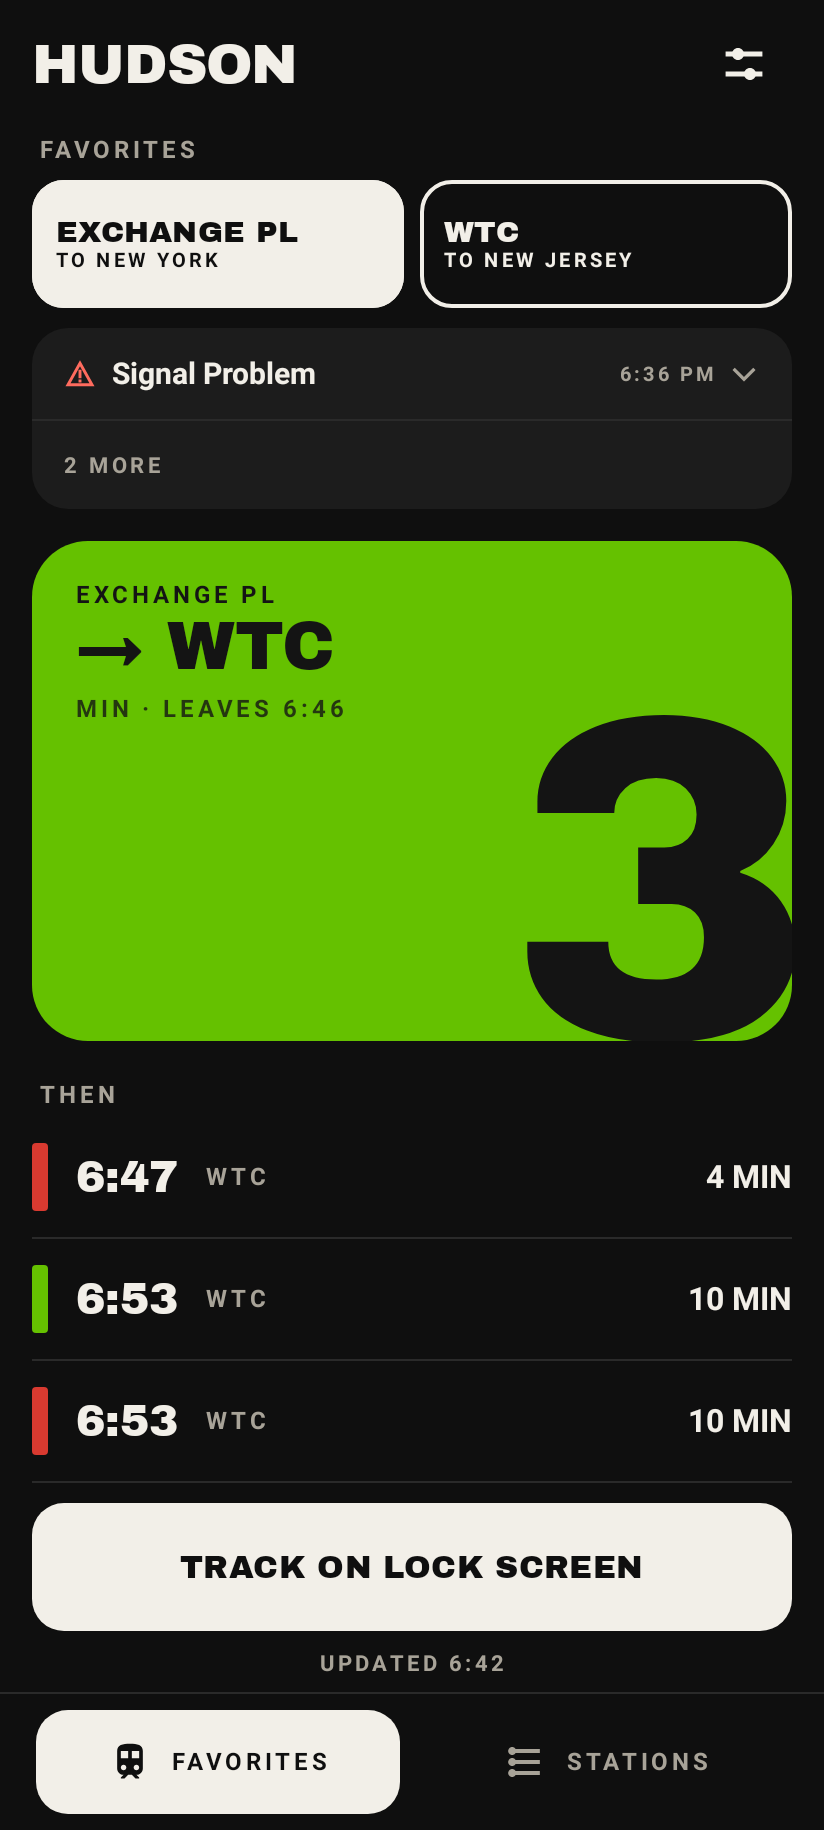 HUDSON
FAVORITES
EXCHANGE PL
TO NEW YORK
WTC
TO NEW JERSEY
Signal Problem
6:36 PM
2 MORE
EXCHANGE PL
→ WTC
MIN · LEAVES 6:46
3
THEN
6:47 WTC 4 MIN
6:53 WTC 10 MIN
6:53 WTC 10 MIN
TRACK ON LOCK SCREEN
UPDATED 6:42
FAVORITES
STATIONS